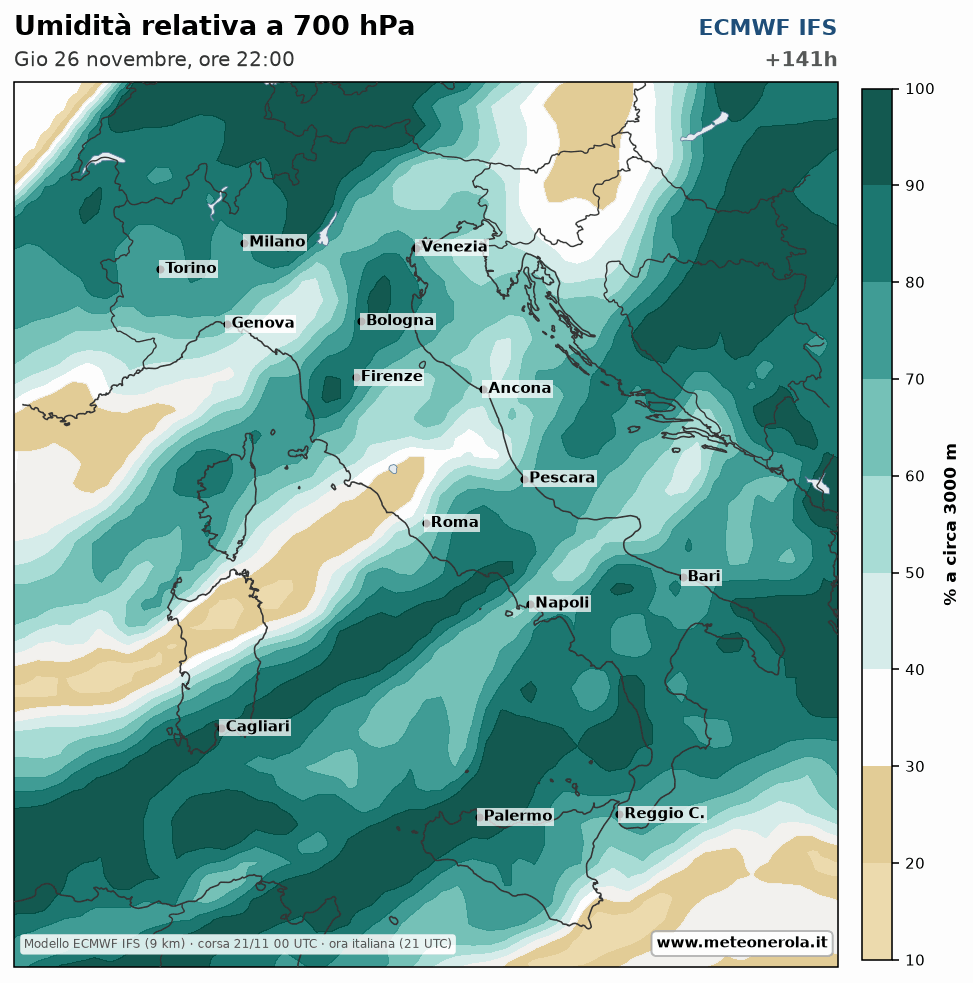 Umidità relativa a 700 hPa
ECMWF IFS
Gio 26 novembre, ore 22:00
+141h
Milano
Venezia
Torino
Genova
Bologna
Firenze
Ancona
Pescara
Roma
Bari
Napoli
Cagliari
Palermo
Reggio C.
100
90
80
70
60
50
40
30
20
10
% a circa 3000 m
Modello ECMWF IFS (9 km) · corsa 21/11 00 UTC · ora italiana (21 UTC)
www.meteonerola.it